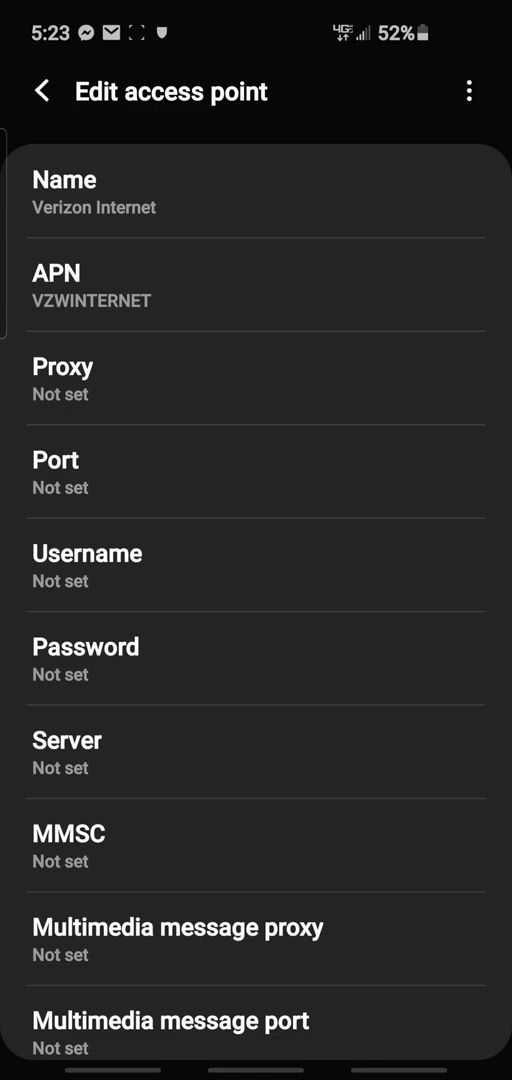 5:23 4GE 52%
Edit access point
Name
Verizon Internet
APN
VZWINTERNET
Proxy
Not set
Port
Not set
Username
Not set
Password
Not set
Server
Not set
MMSC
Not set
Multimedia message proxy
Not set
Multimedia message port
Not set